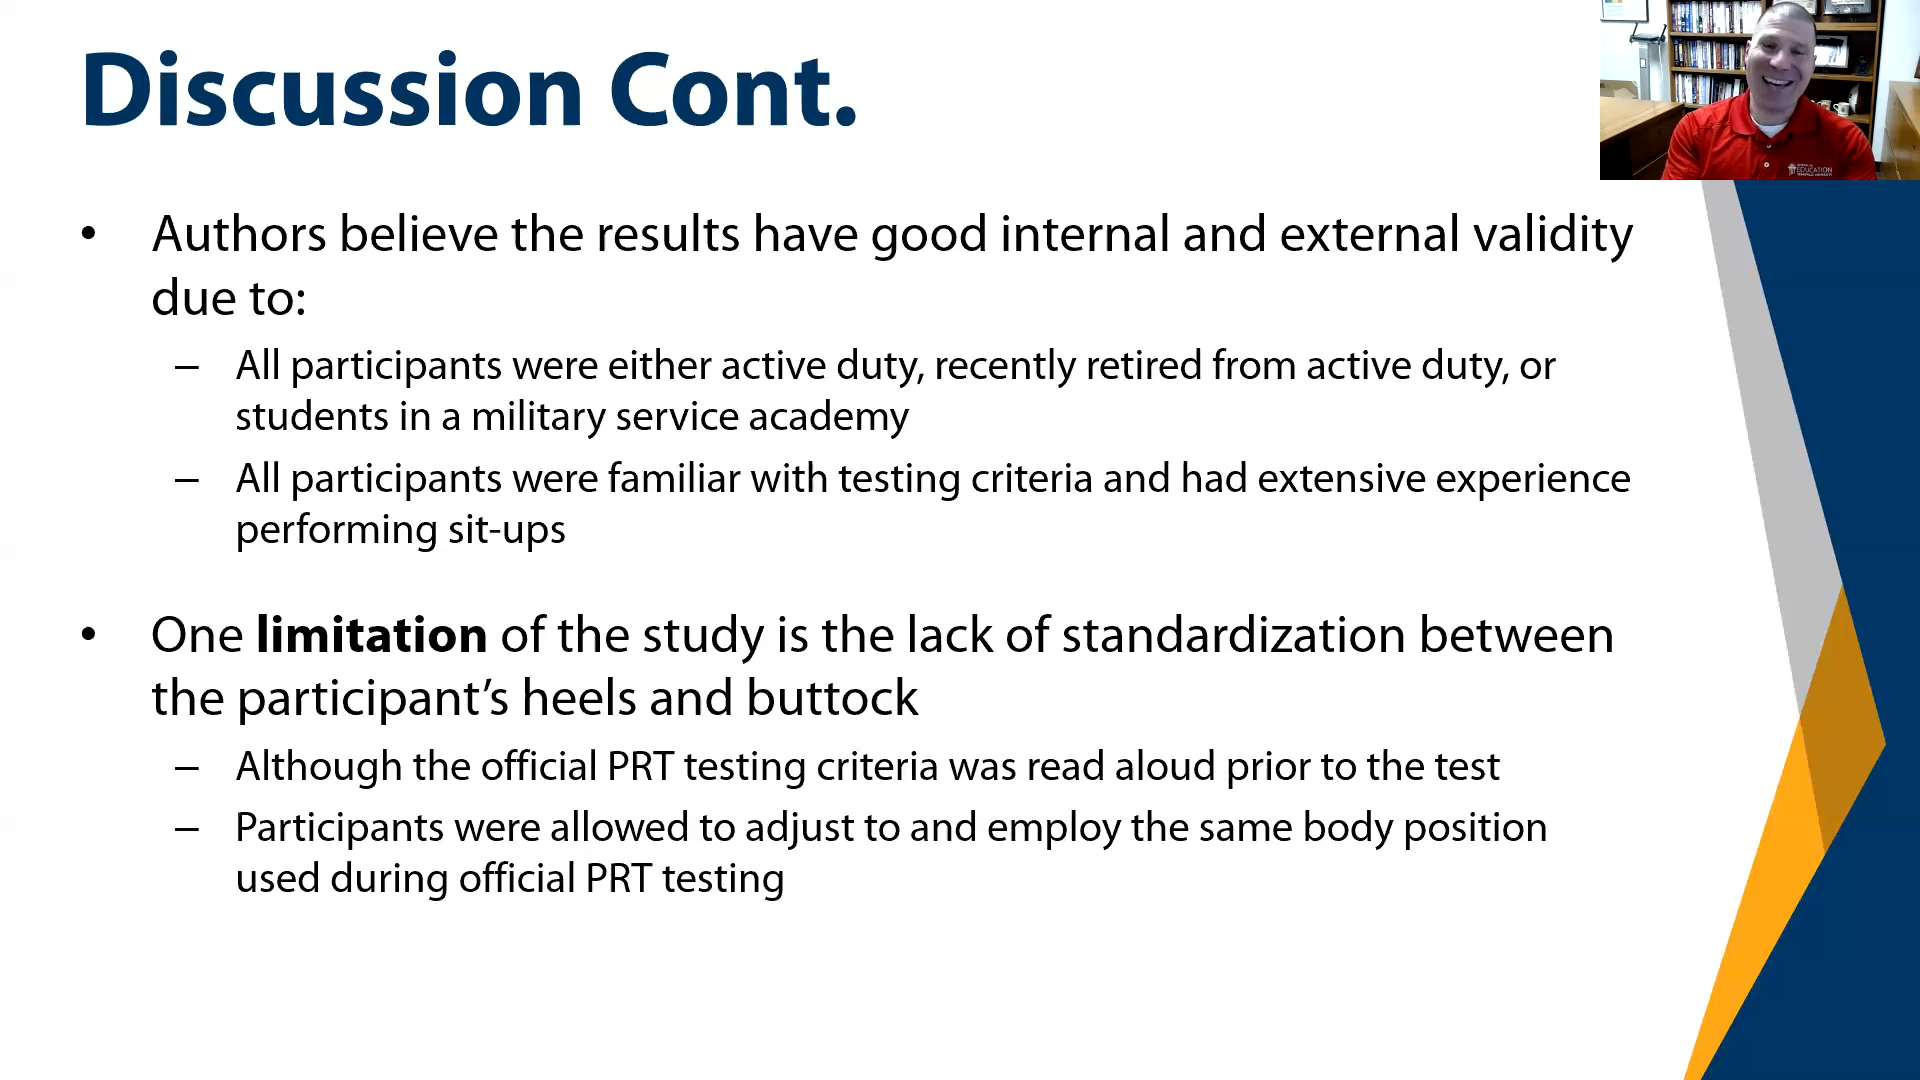 Discussion Cont.
• Authors believe the results have good internal and external validity
due to:
– All participants were either active duty, recently retired from active duty, or
students in a military service academy
– All participants were familiar with testing criteria and had extensive experience
performing sit-ups
• One limitation of the study is the lack of standardization between
the participant’s heels and buttock
– Although the official PRT testing criteria was read aloud prior to the test
– Participants were allowed to adjust to and employ the same body position
used during official PRT testing
EDUCATION